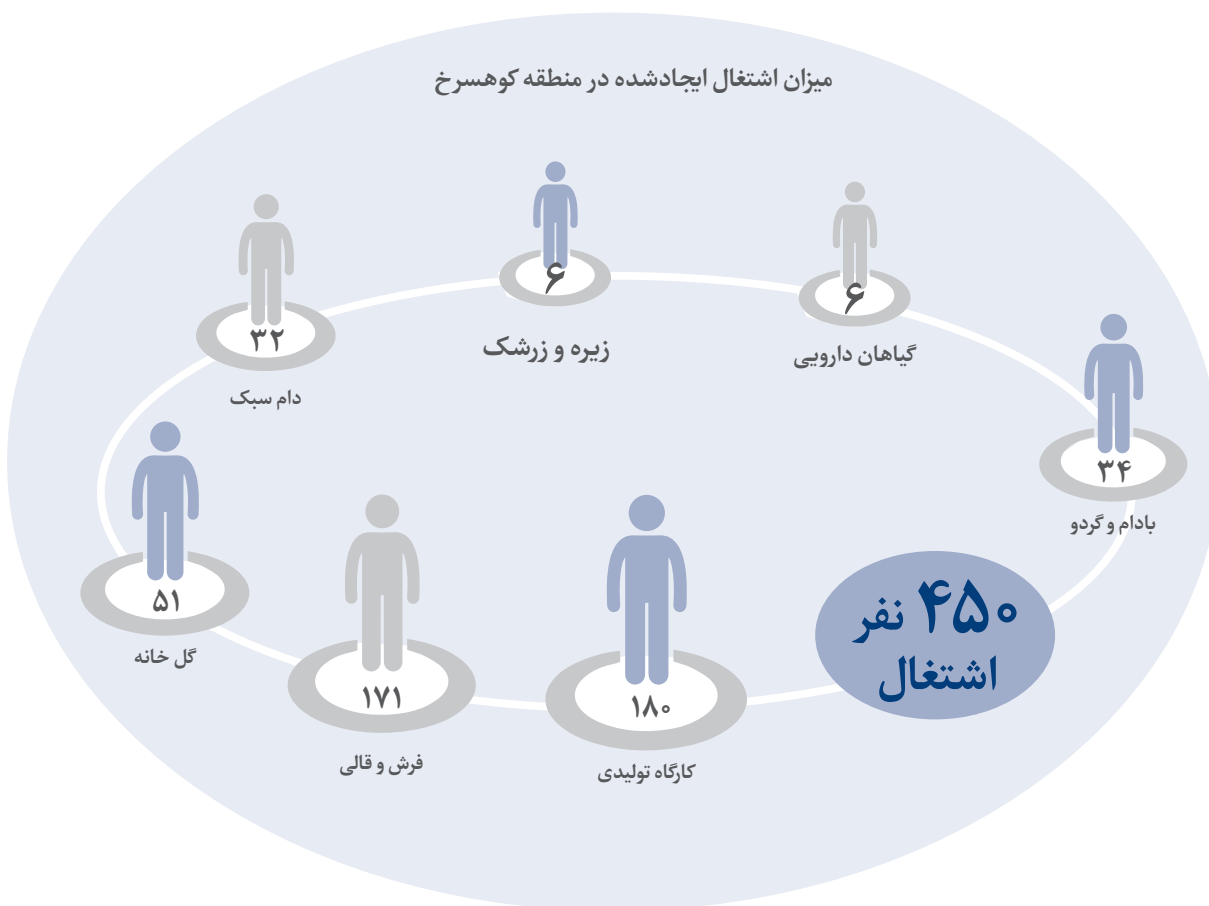 میزان اشتغال ایجادشده در منطقه کوهسرخ
۶
گیاهان دارویی
۶
زیره و زرشک
۳۲
دام سبک
۳۴
بادام و گردو
۵۱
گل خانه
۱۷۱
فرش و قالی
۱۸۰
کارگاه تولیدی
۴۵۰ نفر
اشتغال